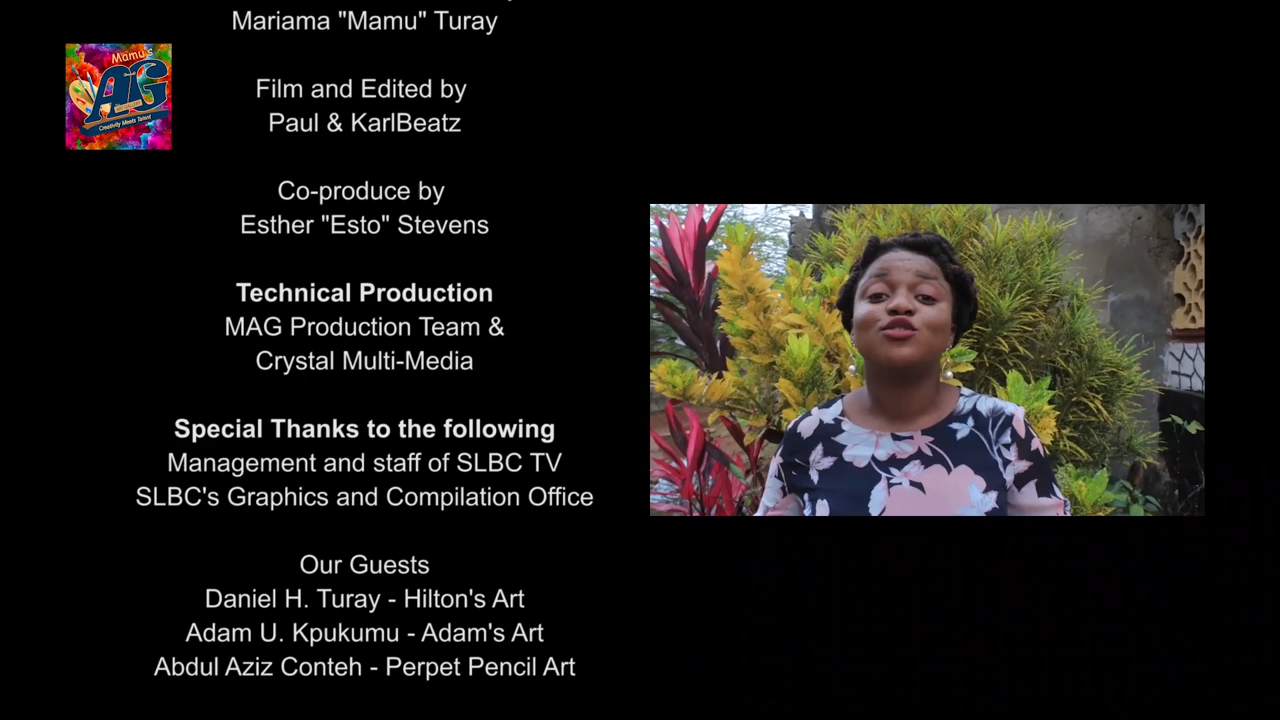 Mariama "Mamu" Turay
Mamu's
AG
Creativity Meets Talent
Film and Edited by
Paul & KarlBeatz
Co-produce by
Esther "Esto" Stevens
Technical Production
MAG Production Team &
Crystal Multi-Media
Special Thanks to the following
Management and staff of SLBC TV
SLBC's Graphics and Compilation Office
Our Guests
Daniel H. Turay - Hilton's Art
Adam U. Kpukumu - Adam's Art
Abdul Aziz Conteh - Perpet Pencil Art